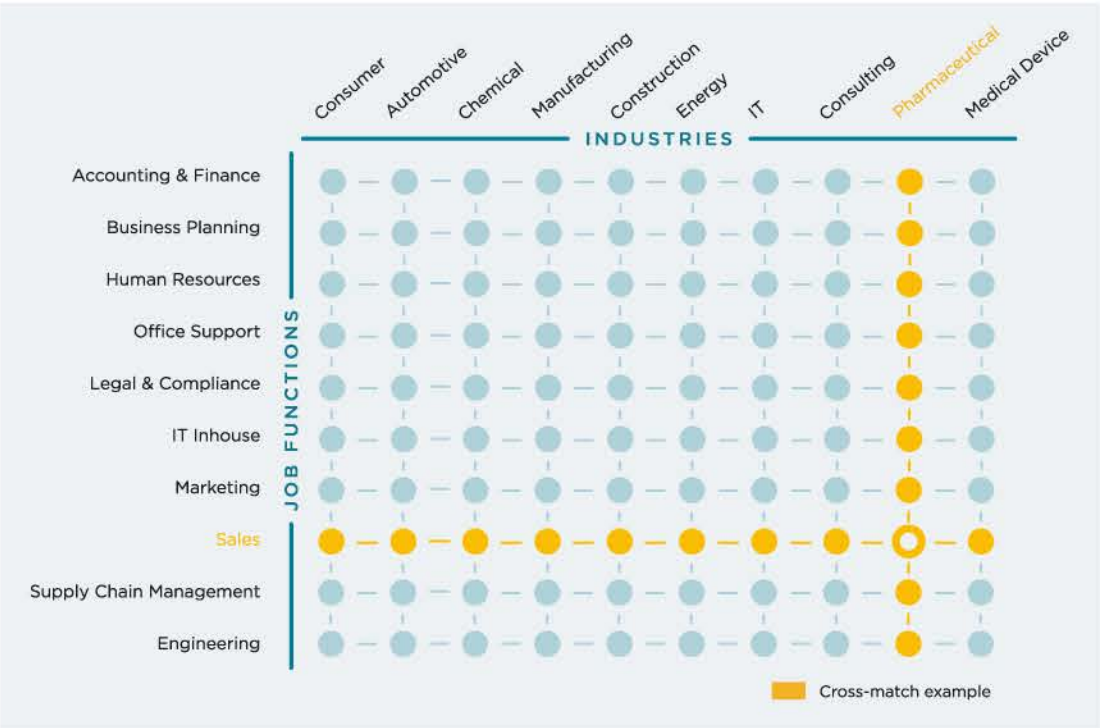 Consumer
Automotive
Chemical
Manufacturing
Construction
Energy
IT
Consulting
Pharmaceutical
Medical Device
INDUSTRIES
JOB FUNCTIONS
Accounting & Finance
Business Planning
Human Resources
Office Support
Legal & Compliance
IT Inhouse
Marketing
Sales
Supply Chain Management
Engineering
Cross-match example